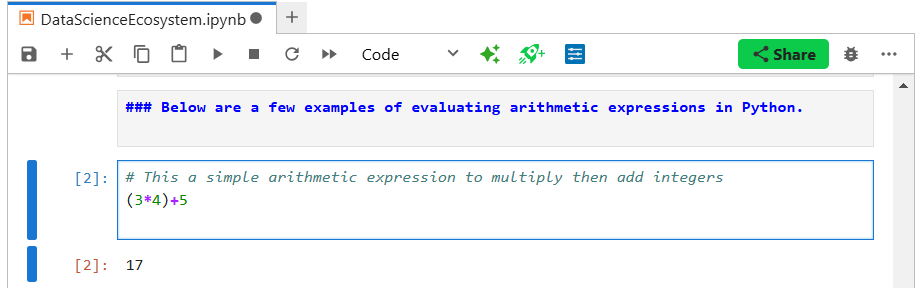 DataScienceEcosystem.ipynb
Code
Share
### Below are a few examples of evaluating arithmetic expressions in Python.
[2]: # This a simple arithmetic expression to multiply then add integers
(3*4)+5
[2]: 17